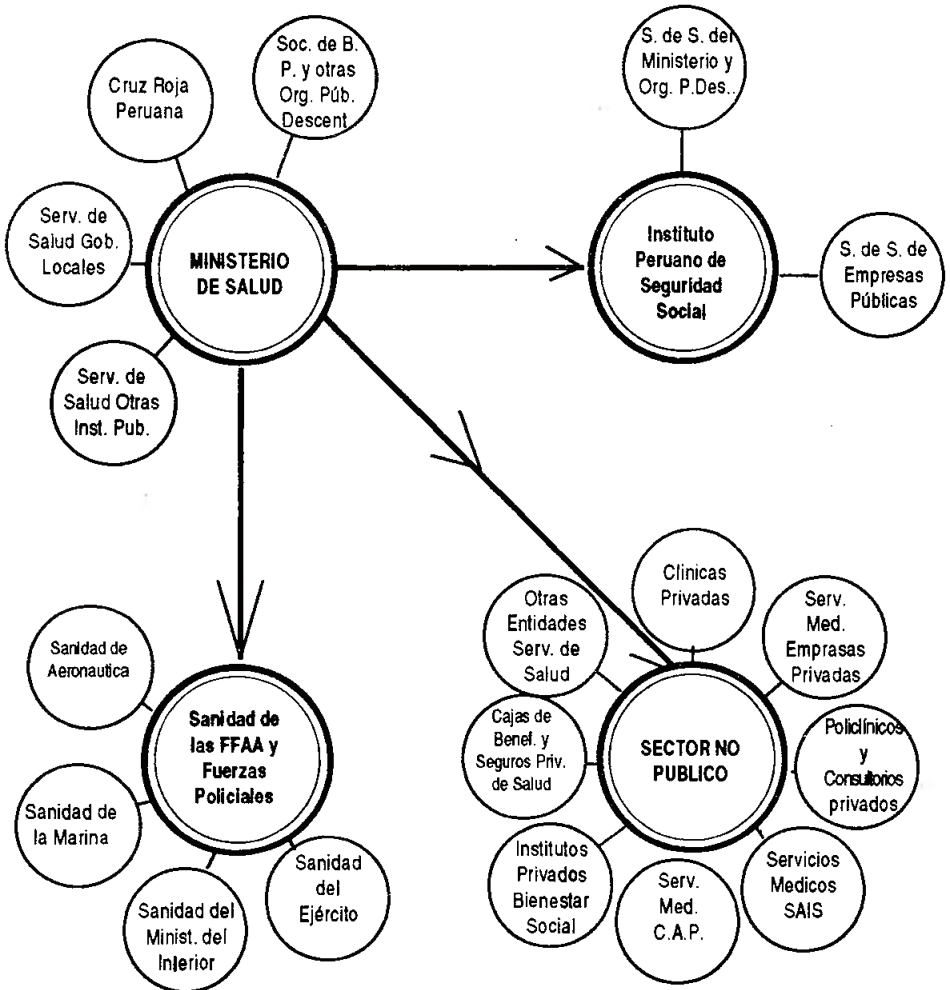 Cruz Roja
Peruana
Soc. de B.
P. y otras
Org. Púb.
Descent
Serv. de
Salud Gob.
Locales
MINISTERIO
DE SALUD
Serv. de
Salud Otras
Inst. Pub.
S. de S. der
Ministerio y
Org. P.Des..
Instituto
Peruano de
Seguridad
Social
S. de S. de
Empresas
Públicas
Sanidad de
Aeronautica
Sanidad de
las FFAA y
Fuerzas
Policiales
Sanidad de
la Marina
Sanidad del
Minist. del
Interior
Sanidad
del
Ejército
Otras
Entidades
Serv. de
Salud
Clinicas
Privadas
Serv.
Med.
Empresas
Privadas
Cajas de
Benef. y
Seguros Priv.
de Salud
SECTOR NO
PUBLICO
Policlínicos
y
Consultorios
privados
Institutos
Privados
Bienestar
Social
Serv.
Med.
C.A.P.
Servicios
Medicos
SAIS